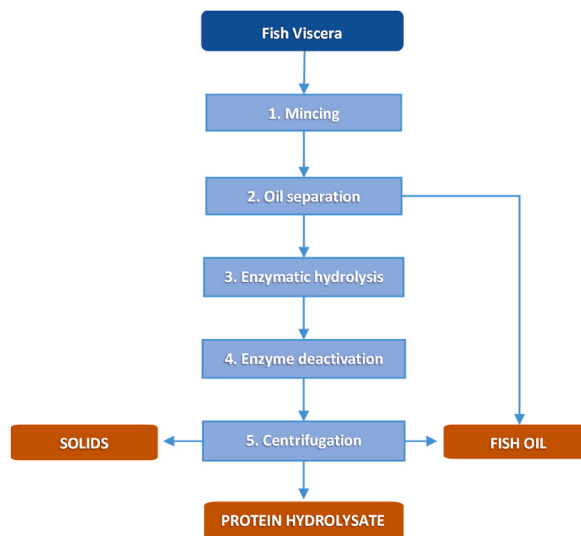 Fish Viscera
1. Mincing
2. Oil separation
3. Enzymatic hydrolysis
4. Enzyme deactivation
SOLIDS
5. Centrifugation
FISH OIL
PROTEIN HYDROLYSATE